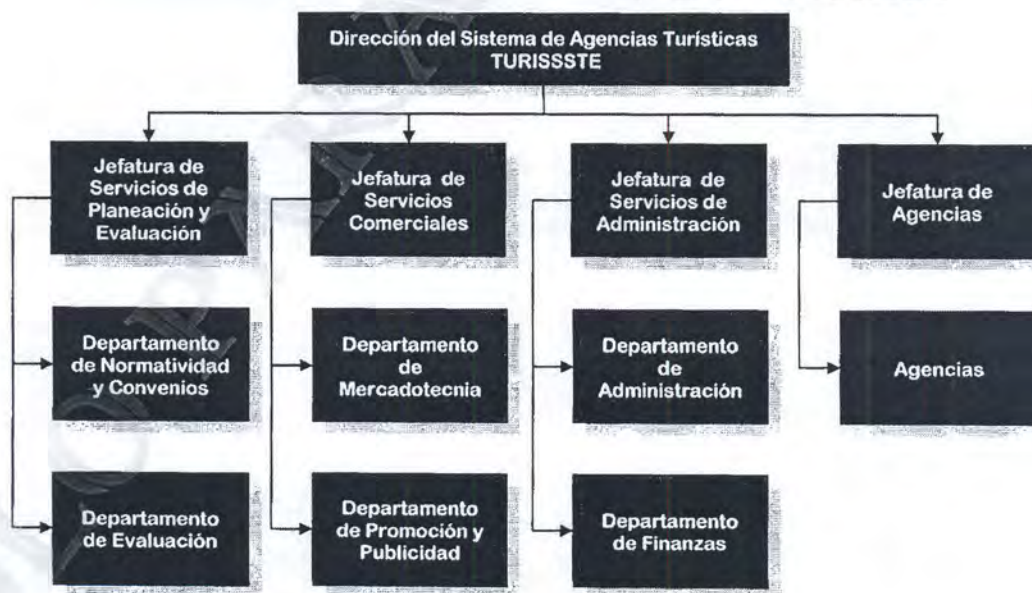 Dirección del Sistema de Agencias Turísticas
TURISSSTE
Jefatura de
Servicios de
Planeación y
Evaluación
Jefatura de
Servicios
Comerciales
Jefatura de
Servicios de
Administración
Jefatura de
Agencias
Departamento
de Normatividad
y Convenios
Departamento
de
Mercadotecnia
Departamento
de
Administración
Agencias
Departamento
de Evaluación
Departamento
de Promoción y
Publicidad
Departamento
de Finanzas